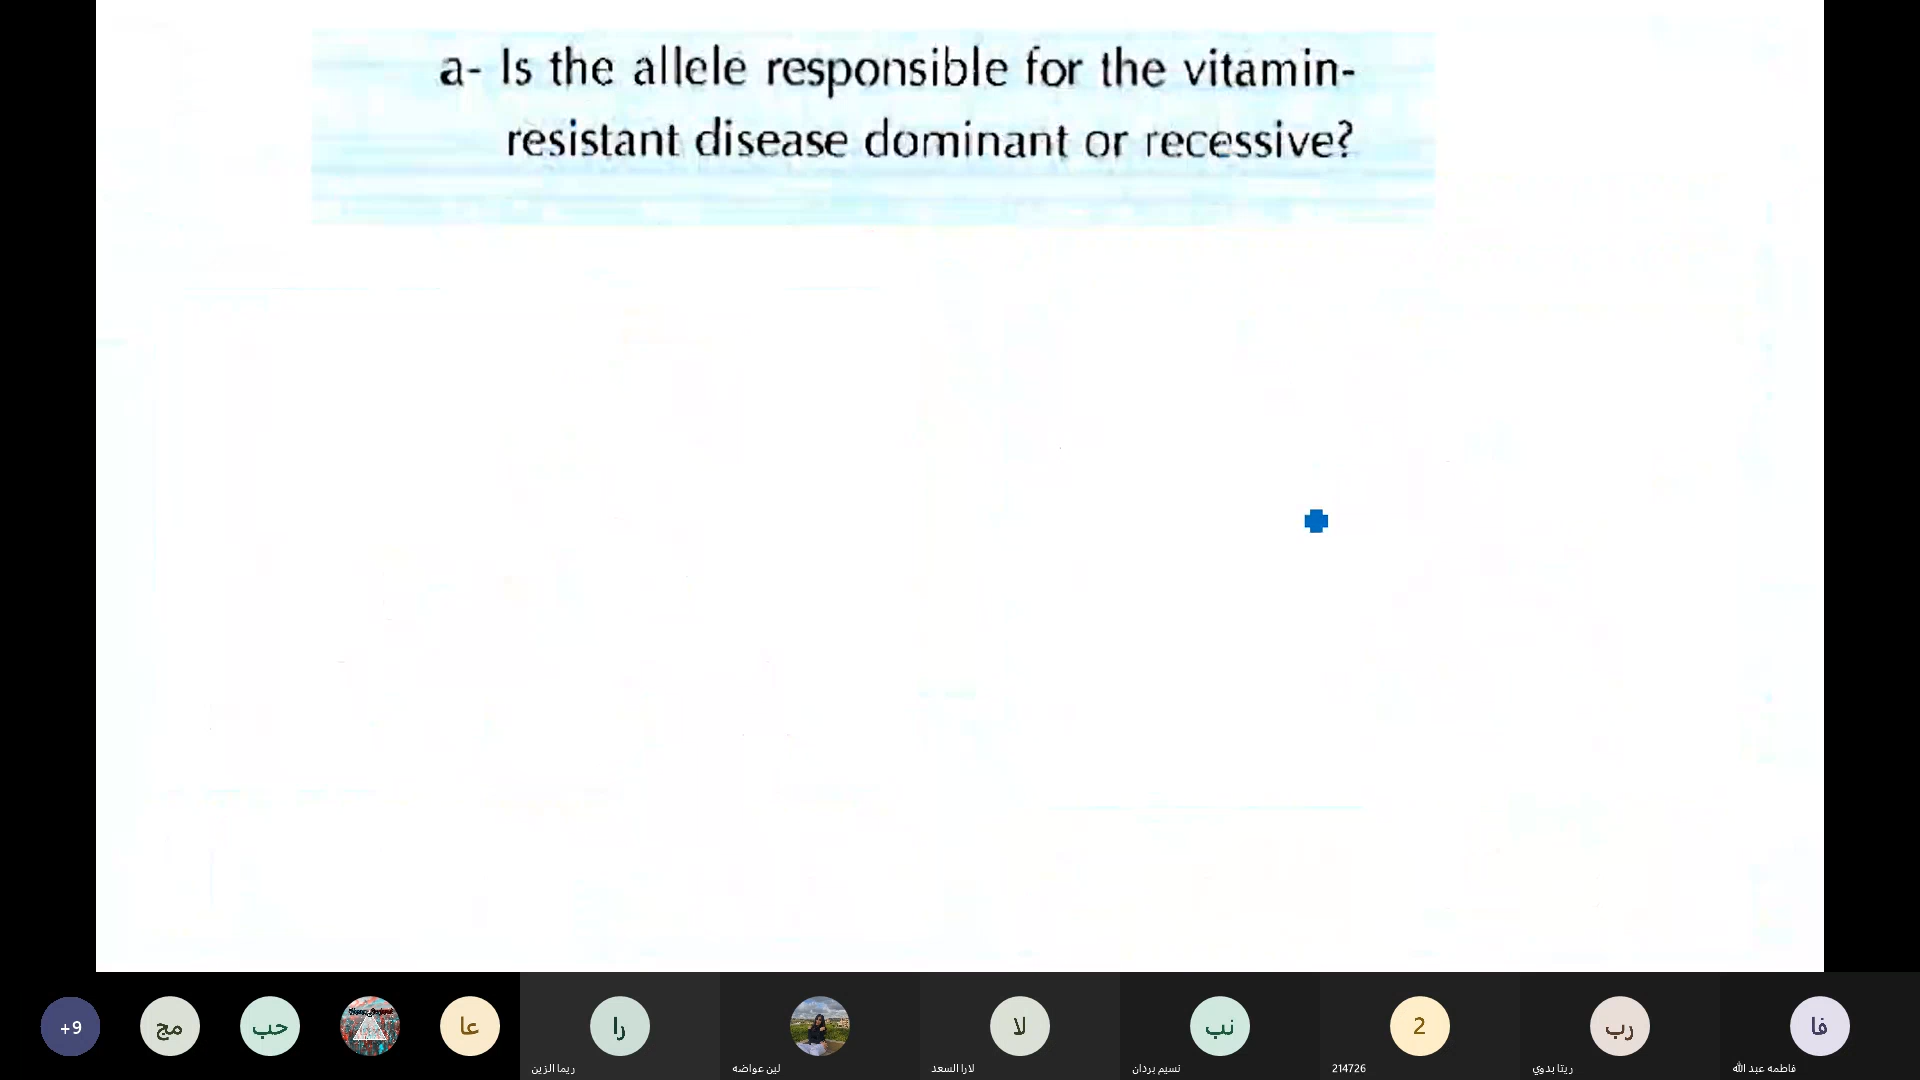 a- Is the allele responsible for the vitamin-
resistant disease dominant or recessive?
+9
مج
حب
عا
را
لا
نب
2
رب
فا
ريما الزين
لين عواضه
لارا السعد
نسيم بردان
214726
ريتا بدوي
فاطمه عبد الله